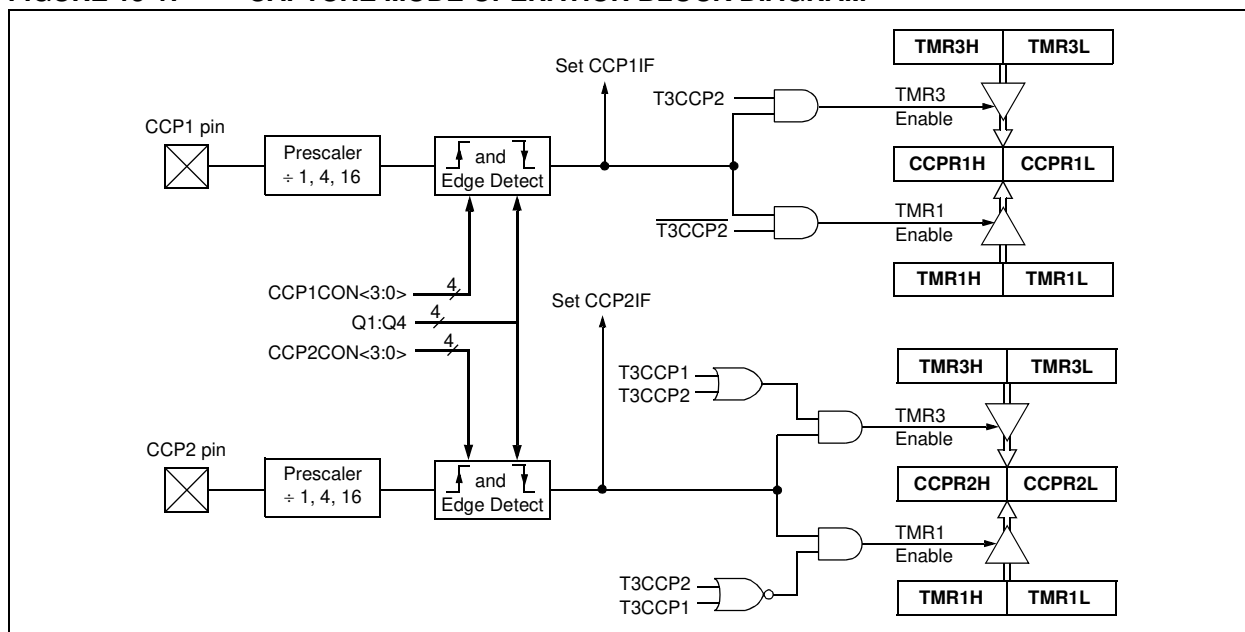 TMR3H TMR3L
Set CCP1IF
T3CCP2
TMR3
Enable
CCP1 pin
Prescaler
÷ 1, 4, 16
and
Edge Detect
CCPR1H CCPR1L
TMR1
Enable
T3CCP2
TMR1H TMR1L
CCP1CON<3:0> 4
Q1:Q4 4
CCP2CON<3:0> 4
Set CCP2IF
TMR3H TMR3L
T3CCP1
T3CCP2
TMR3
Enable
CCP2 pin
Prescaler
÷ 1, 4, 16
and
Edge Detect
CCPR2H CCPR2L
TMR1
Enable
T3CCP2
T3CCP1
TMR1H TMR1L